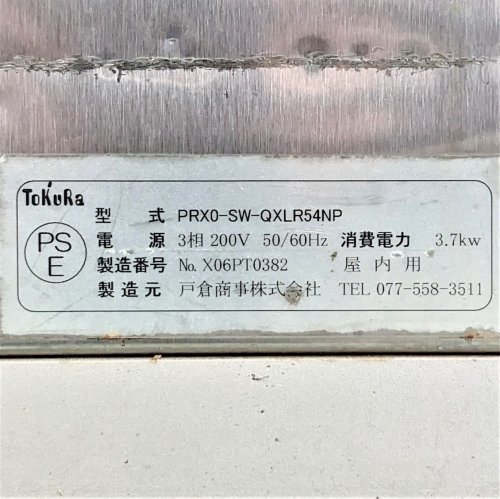 ToKuRa
型 式 PRX0-SW-QXLR54NP
PS
E
電 源 3相 200V 50/60Hz 消費電力 3.7kw
製造番号 No. X06PT0382 屋内用
製造元 戸倉商事株式会社 TEL 077-558-3511